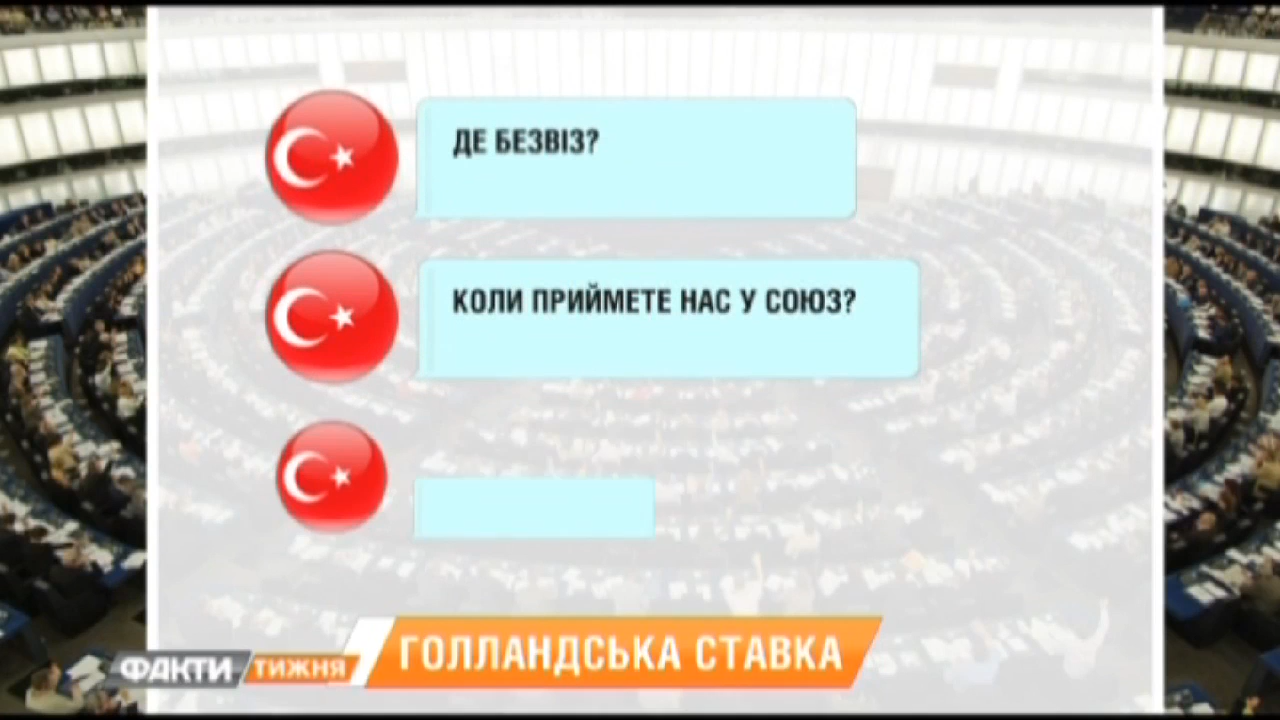 ДЕ БЕЗВІЗ?
КОЛИ ПРИЙМЕТЕ НАС У СОЮЗ?
ГОЛЛАНДСЬКА СТАВКА
ФАКТИ ТИЖНЯ